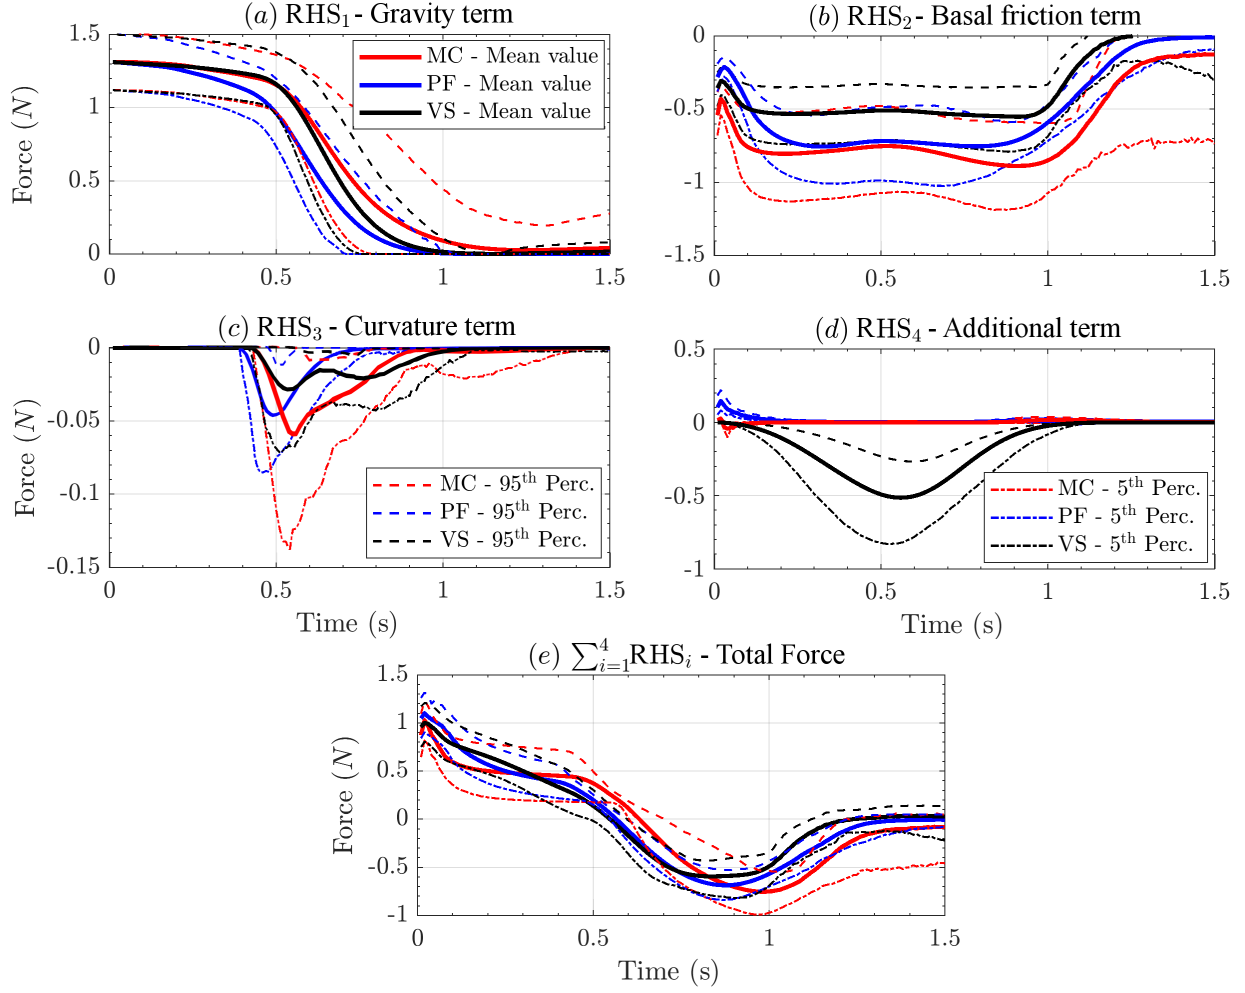 (a) RHS₁ - Gravity term
(b) RHS₂ - Basal friction term
Force (N)
1.5
1
0.5
0
MC - Mean value
PF - Mean value
VS - Mean value
0
-0.5
-1
-1.5
0 0.5 1 1.5
0 0.5 1 1.5
(c) RHS₃ - Curvature term
(d) RHS₄ - Additional term
Force (N)
0
-0.05
-0.1
-0.15
MC - 95th Perc.
PF - 95th Perc.
VS - 95th Perc.
0.5
0
-0.5
-1
MC - 5th Perc.
PF - 5th Perc.
VS - 5th Perc.
0 0.5 1 1.5
0 0.5 1 1.5
Time (s)
Time (s)
(e) ∑⁴ᵢ₌₁RHSᵢ - Total Force
Force (N)
1.5
1
0.5
0
-0.5
-1
0 0.5 1 1.5
Time (s)